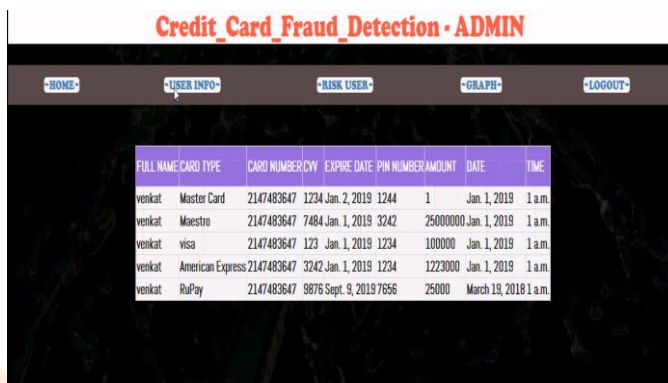 Credit_Card_Fraud_Detection - ADMIN
-HOME- -USER INFO- -RISK USER- -GRAPH- -LOGOUT-
FULL NAME CARD TYPE CARD NUMBER CVV EXPIRE DATE PIN NUMBER AMOUNT DATE TIME
venkat Master Card 2147483647 1234 Jan. 2, 2019 1244 1 Jan. 1, 2019 1 a.m.
venkat Maestro 2147483647 7484 Jan. 1, 2019 3242 25000000 Jan. 1, 2019 1 a.m.
venkat visa 2147483647 123 Jan. 1, 2019 1234 100000 Jan. 1, 2019 1 a.m.
venkat American Express 2147483647 3242 Jan. 1, 2019 1234 1223000 Jan. 1, 2019 1 a.m.
venkat RuPay 2147483647 9876 Sept. 9, 2019 7656 25000 March 19, 2018 1 a.m.